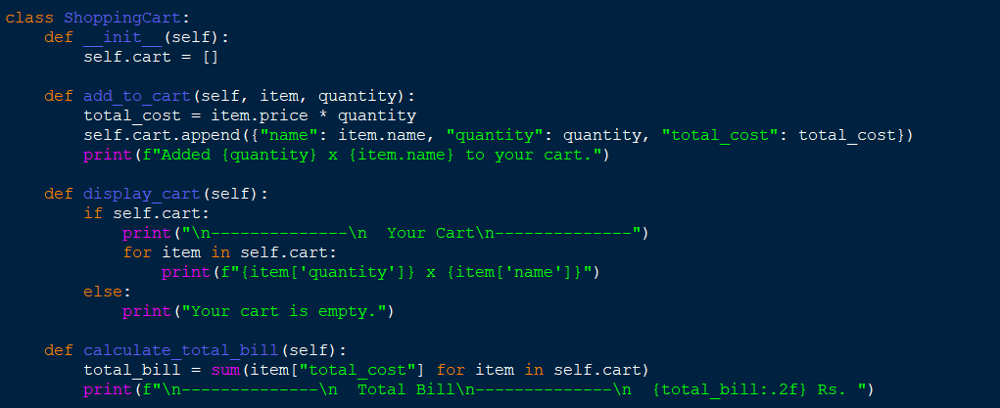 class ShoppingCart:
    def __init__(self):
        self.cart = []
    def add_to_cart(self, item, quantity):
        total_cost = item.price * quantity
        self.cart.append({"name": item.name, "quantity": quantity, "total_cost": total_cost})
        print(f"Added {quantity} x {item.name} to your cart.")
    def display_cart(self):
        if self.cart:
            print("\n--------------\n  Your Cart\n--------------")
            for item in self.cart:
                print(f"{item['quantity']} x {item['name']}")
        else:
            print("Your cart is empty.")
    def calculate_total_bill(self):
        total_bill = sum(item["total_cost"] for item in self.cart)
        print(f"\n--------------\n  Total Bill\n--------------\n  {total_bill:.2f} Rs. ")